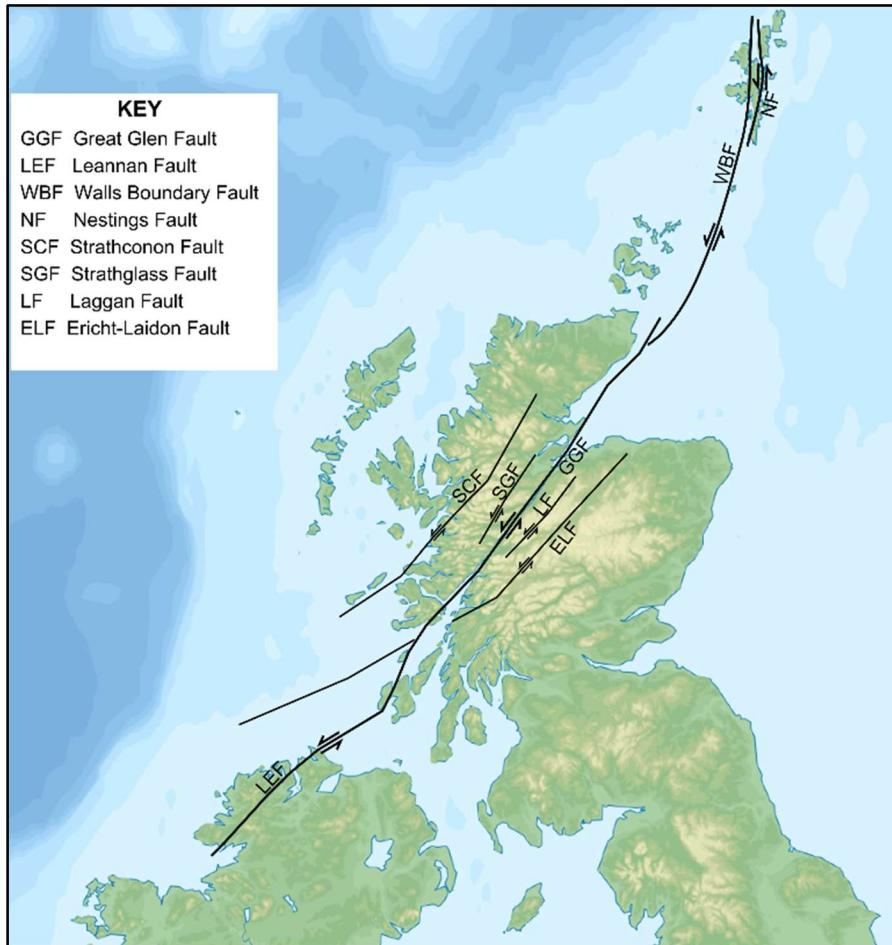 KEY
GGF Great Glen Fault
LEF Leannan Fault
WBF Walls Boundary Fault
NF Nestings Fault
SCF Strathconon Fault
SGF Strathglass Fault
LF Laggan Fault
ELF Ericht-Laidon Fault
NF
WBF
GGF
SCF
SGF
LF
ELF
LEF